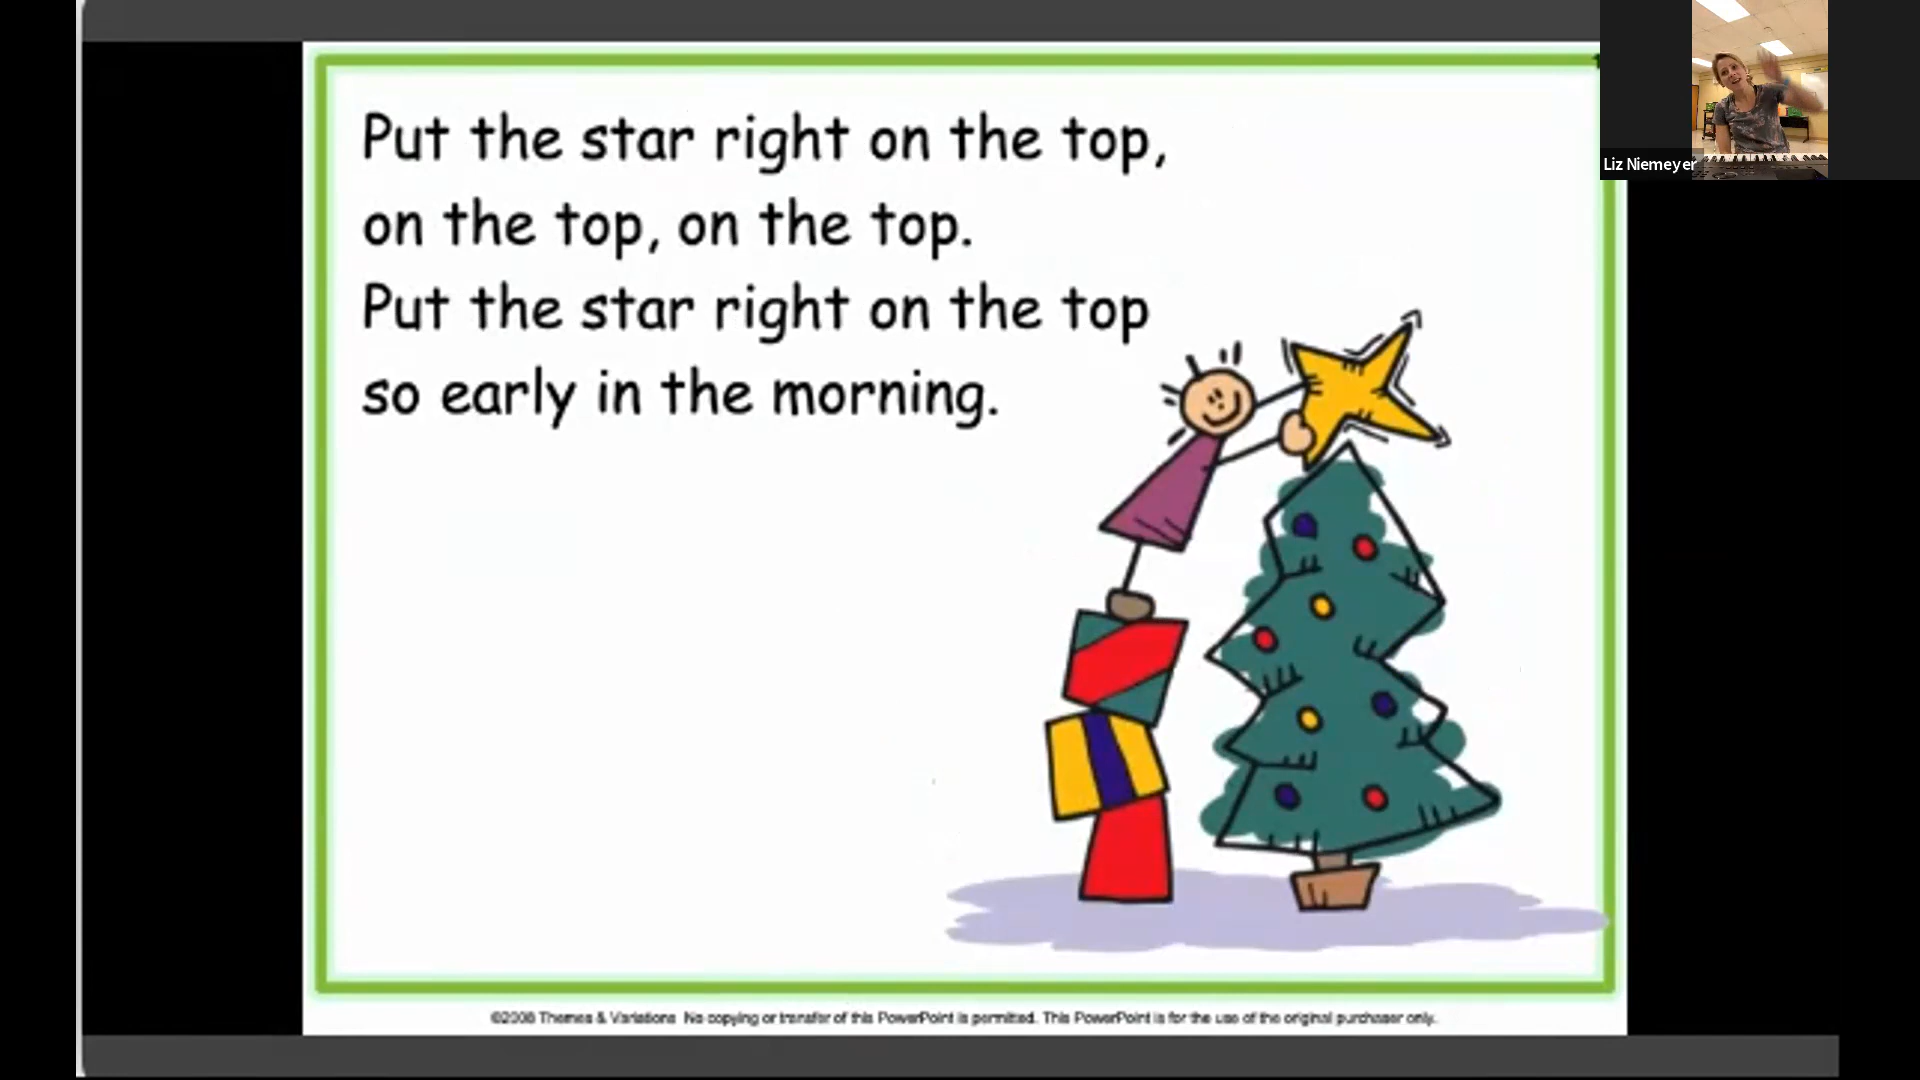 Put the star right on the top,
on the top, on the top.
Put the star right on the top
so early in the morning.
Liz Niemeyer
©2008 Themes & Variations No copying or transfer of this PowerPoint is permitted. This PowerPoint is for the use of the original purchaser only.